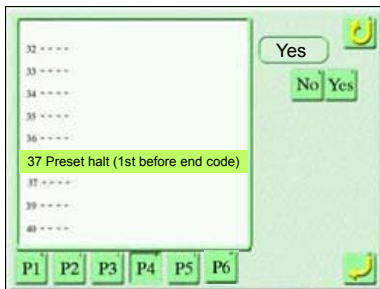 32 ----
33 ----
34 ----
35 ----
36 ----
37 Preset halt (1st before end code)
37 ----
39 ----
40 ----
Yes
No Yes
P1 P2 P3 P4 P5 P6